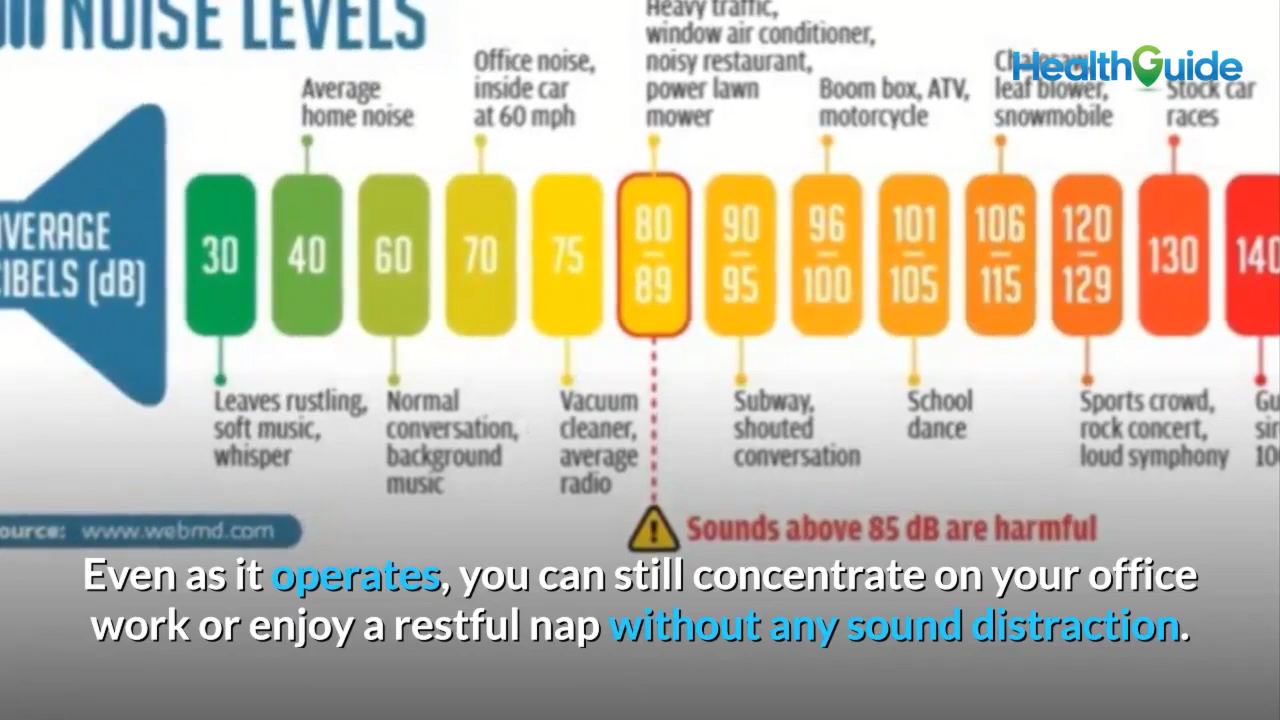 NOISE LEVELS
HealthGuide
Heavy traffic,
window air conditioner,
noisy restaurant,
power lawn
mower
Office noise,
inside car
at 60 mph
Average
home noise
Boom box, ATV,
motorcycle
leaf blower,
snowmobile
Stock car
races
AVERAGE
DECIBELS (dB)
30
40
60
70
75
80
89
90
95
96
100
101
105
106
115
120
129
130
140
Leaves rustling,
soft music,
whisper
Normal
conversation,
background
music
Vacuum
cleaner,
average
radio
Subway,
shouted
conversation
School
dance
Sports crowd,
rock concert,
loud symphony
ource: www.webmd.com
Sounds above 85 dB are harmful
Even as it operates, you can still concentrate on your office
work or enjoy a restful nap without any sound distraction.